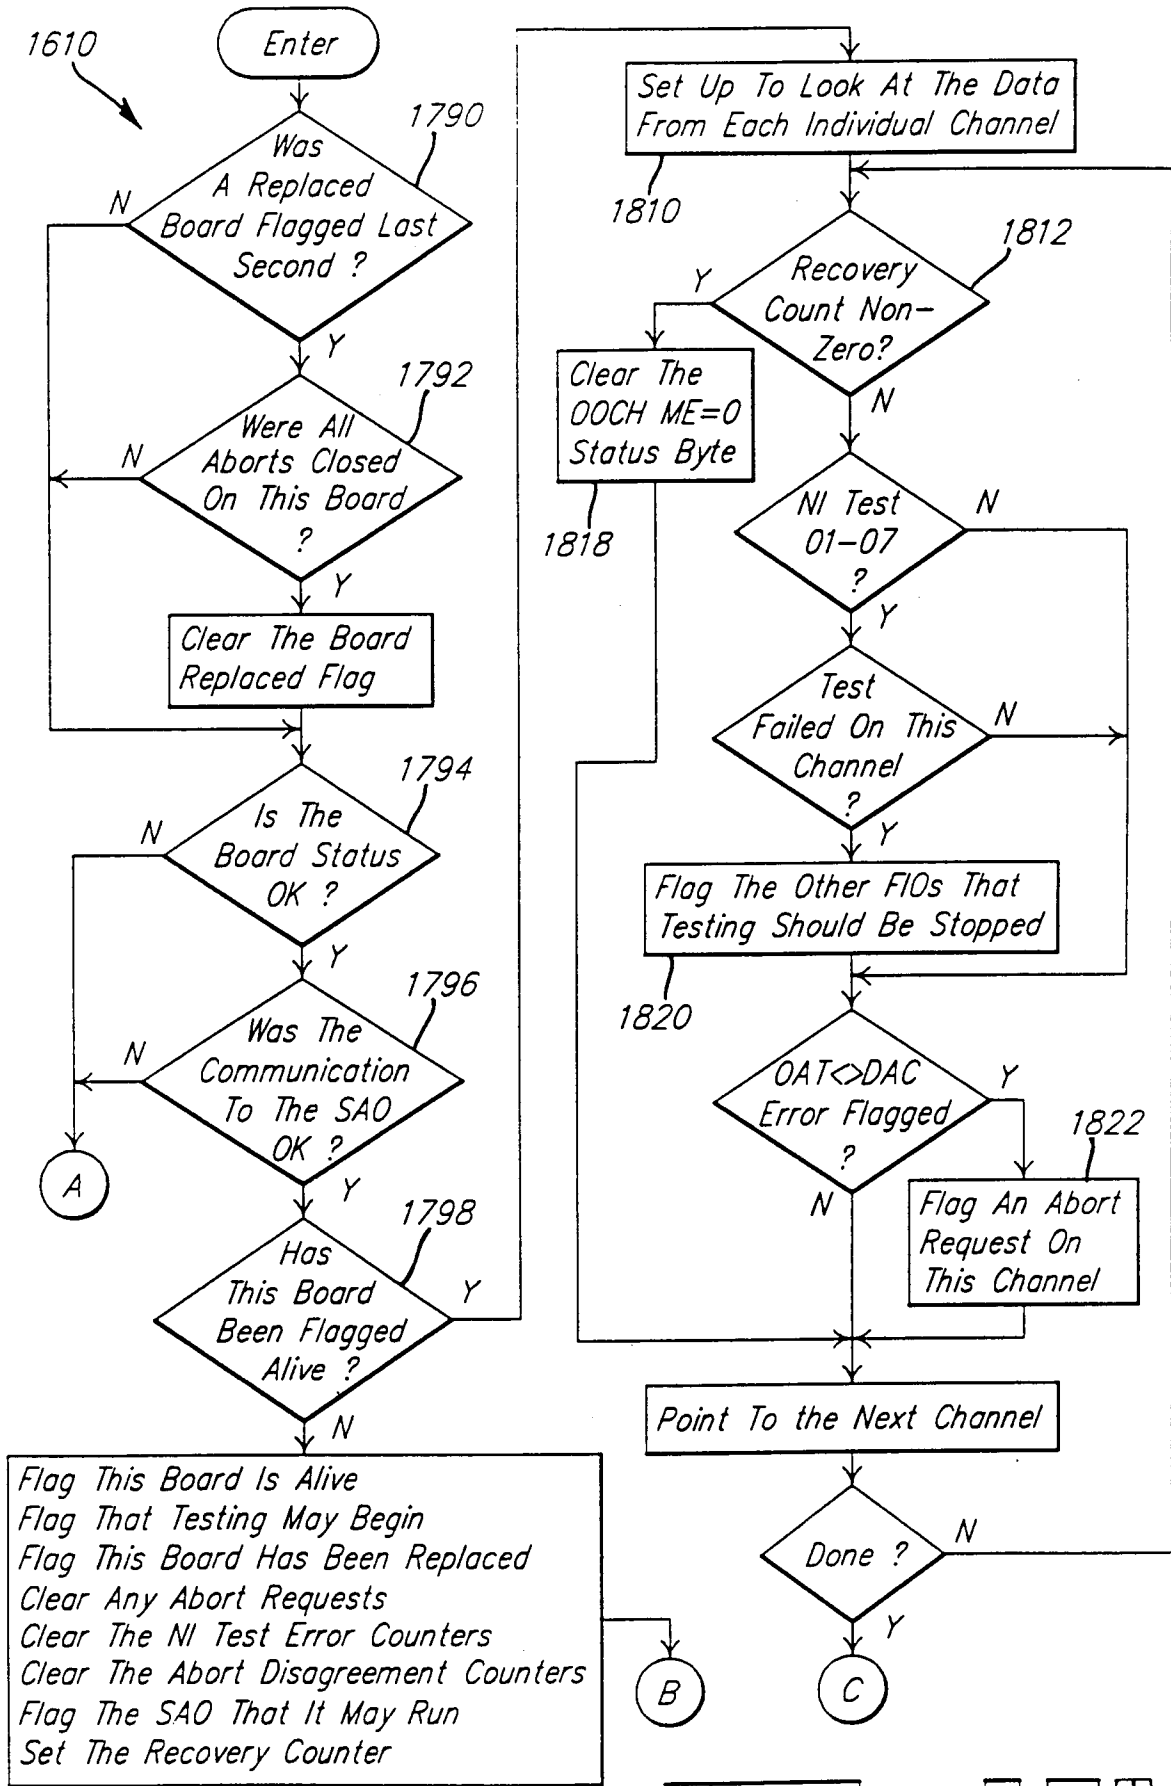 1610
Enter
1790
Was
A Replaced
Board Flagged Last
Second ?
N
Y
1792
Were All
Aborts Closed
On This Board
?
N
Y
Clear The Board
Replaced Flag
1794
Is The
Board Status
OK ?
N
Y
1796
Was The
Communication
To The SAO
OK ?
N
Y
A
1798
Has
This Board
Been Flagged
Alive ?
Y
N
Flag This Board Is Alive
Flag That Testing May Begin
Flag This Board Has Been Replaced
Clear Any Abort Requests
Clear The NI Test Error Counters
Clear The Abort Disagreement Counters
Flag The SAO That It May Run
Set The Recovery Counter
B
Set Up To Look At The Data
From Each Individual Channel
1810
1812
Recovery
Count Non-
Zero?
Y
N
Clear The
OOCH ME=0
Status Byte
1818
NI Test
01-07
?
N
Y
Test
Failed On This
Channel
?
N
Y
Flag The Other FIOs That
Testing Should Be Stopped
1820
OAT<>DAC
Error Flagged
?
Y
N
1822
Flag An Abort
Request On
This Channel
Point To the Next Channel
Done ?
N
Y
C